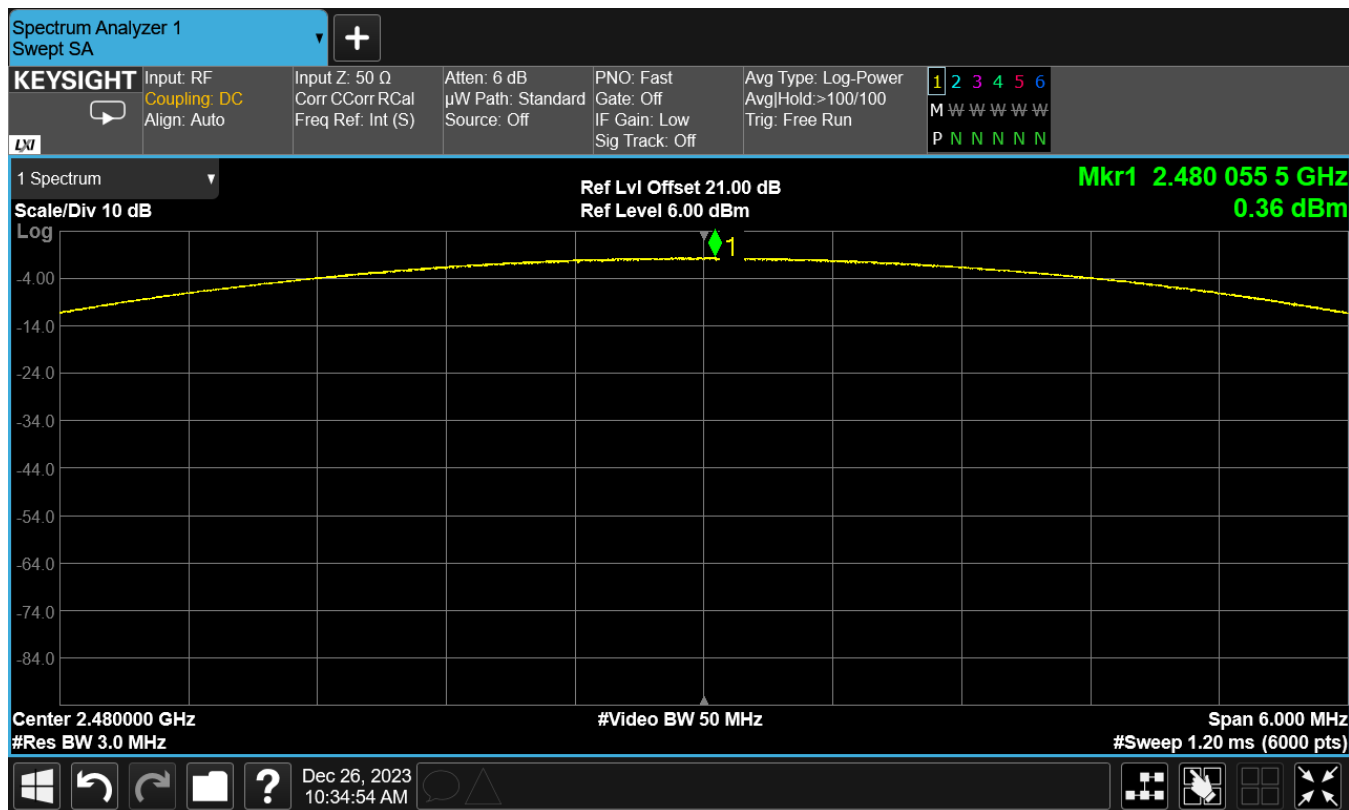 Spectrum Analyzer 1
Swept SA
KEYSIGHT
LXI
Input: RF
Coupling: DC
Align: Auto
Input Z: 50 Ω
Corr CCorr RCal
Freq Ref: Int (S)
Atten: 6 dB
µW Path: Standard
Source: Off
PNO: Fast
Gate: Off
IF Gain: Low
Sig Track: Off
Avg Type: Log-Power
Avg|Hold:>100/100
Trig: Free Run
1 2 3 4 5 6
M W W W W W
P N N N N N
1 Spectrum
Scale/Div 10 dB
Log
Ref Lvl Offset 21.00 dB
Ref Level 6.00 dBm
Mkr1 2.480 055 5 GHz
0.36 dBm
1
-4.00
-14.0
-24.0
-34.0
-44.0
-54.0
-64.0
-74.0
-84.0
Center 2.480000 GHz
#Video BW 50 MHz
Span 6.000 MHz
#Res BW 3.0 MHz
#Sweep 1.20 ms (6000 pts)
?
Dec 26, 2023
10:34:54 AM